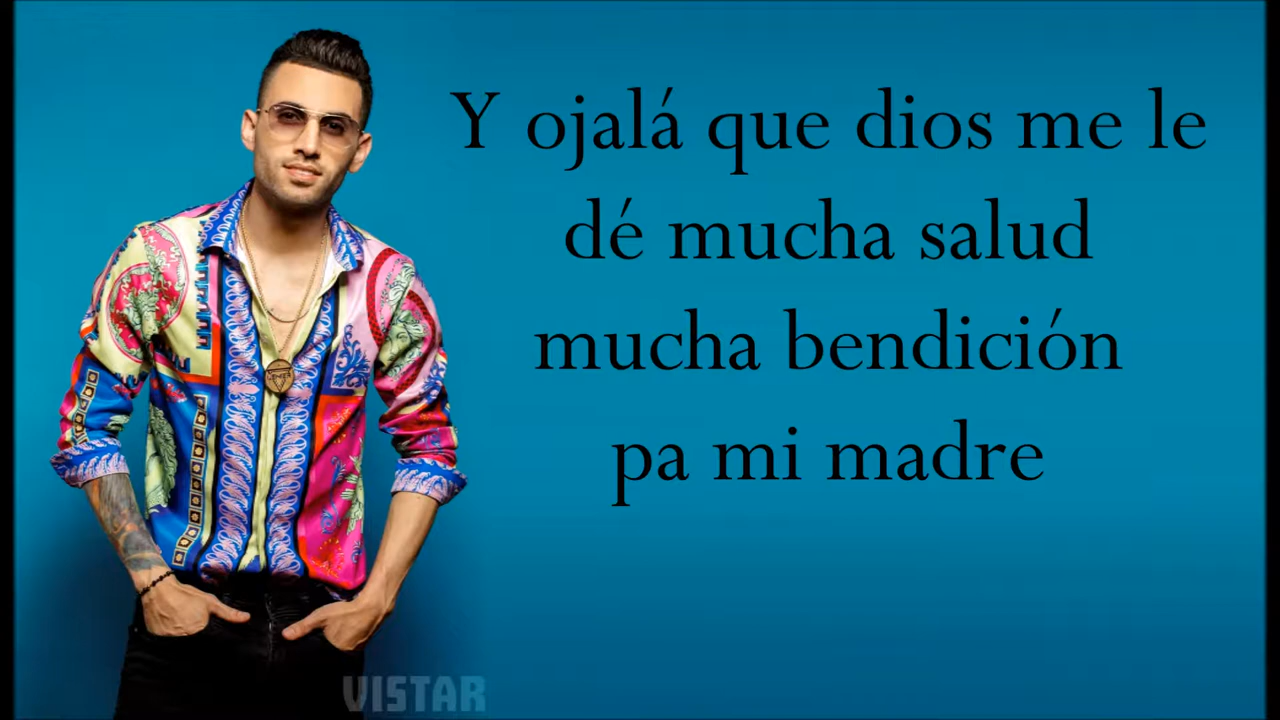 Y ojalá que dios me le
dé mucha salud
mucha bendición
pa mi madre
VISTAR